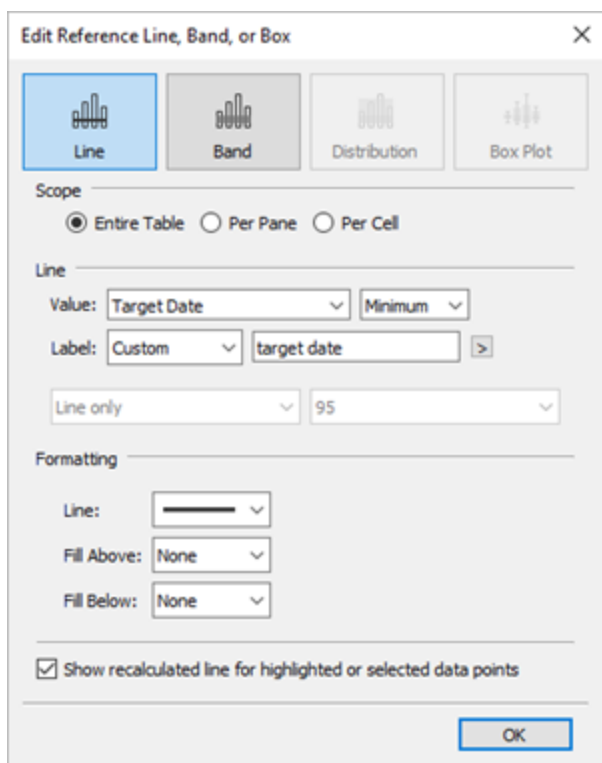 Edit Reference Line, Band, or Box
Line Band Distribution Box Plot
Scope
Entire Table Per Pane Per Cell
Line
Value: Target Date Minimum
Label: Custom target date >
Line only 95
Formatting
Line:
Fill Above: None
Fill Below: None
Show recalculated line for highlighted or selected data points
OK